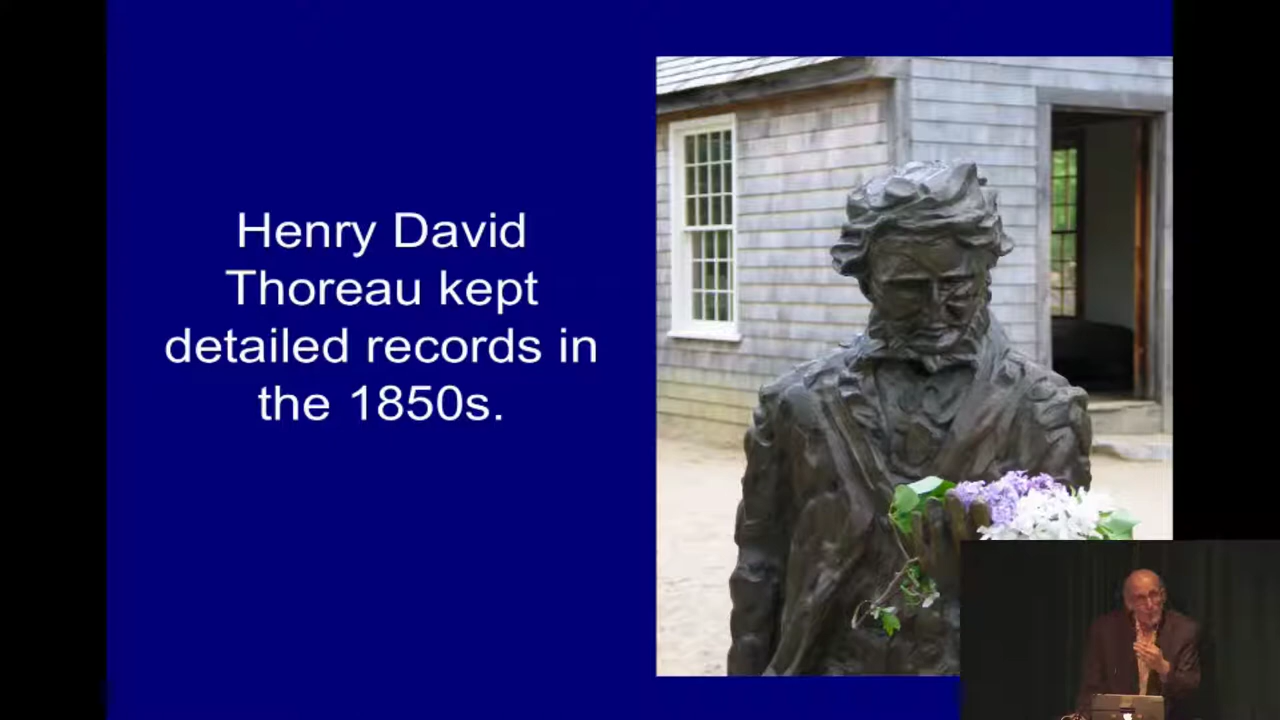 Henry David
Thoreau kept
detailed records in
the 1850s.